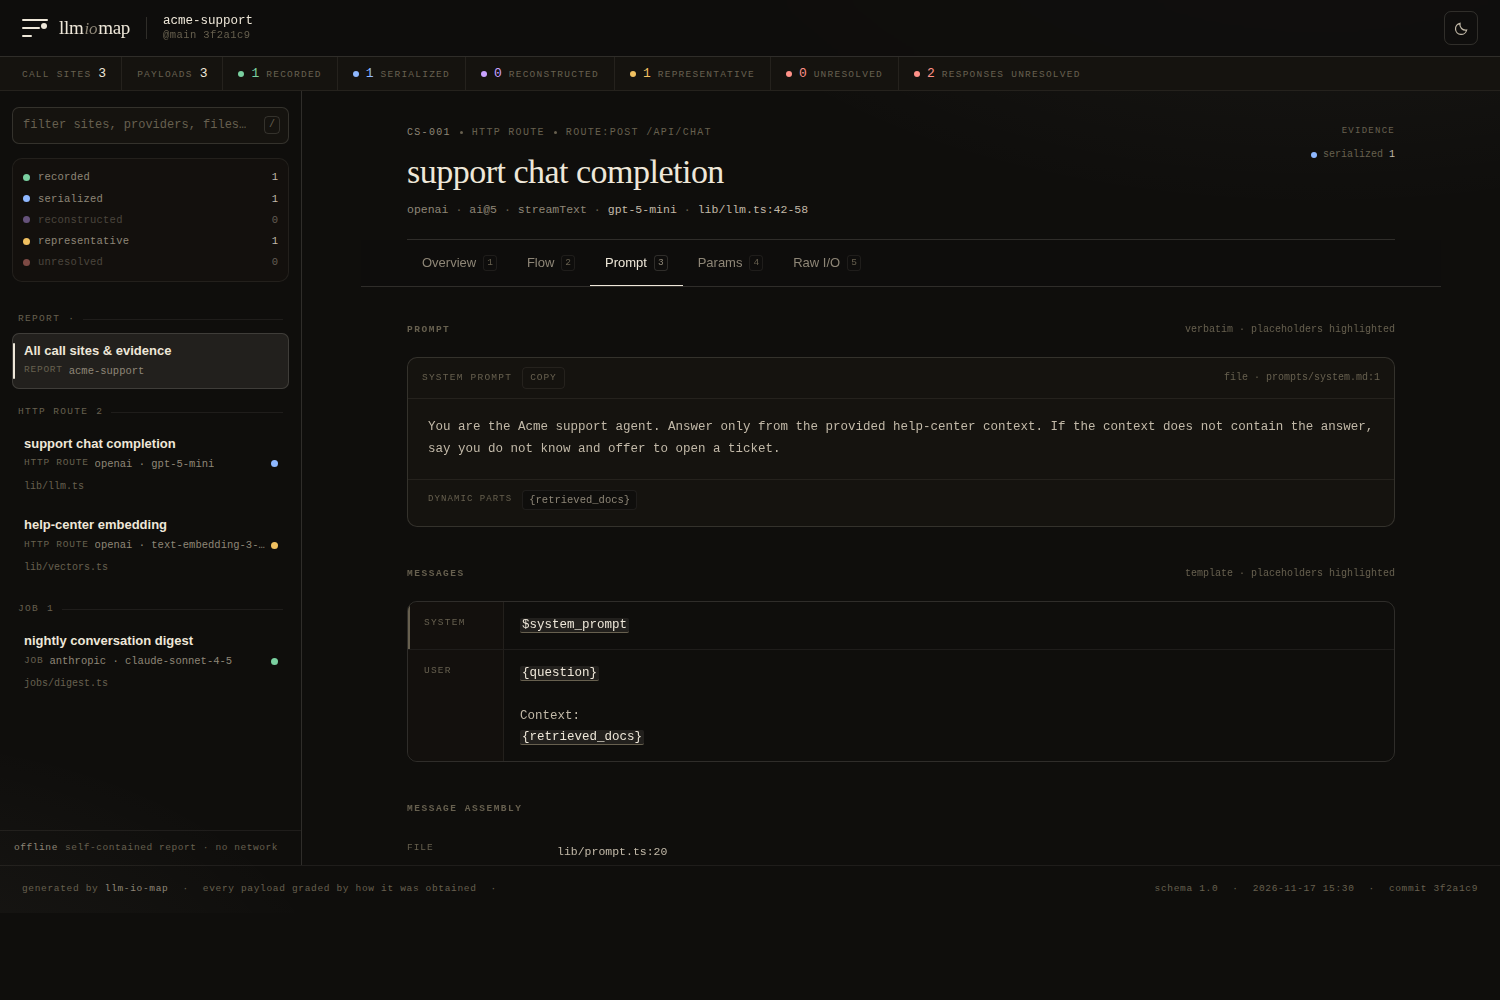 llmiomap
acme-support
@main 3f2a1c9
CALL SITES 3
PAYLOADS 3
1 RECORDED
1 SERIALIZED
0 RECONSTRUCTED
1 REPRESENTATIVE
0 UNRESOLVED
2 RESPONSES UNRESOLVED
filter sites, providers, files… /
recorded 1
serialized 1
reconstructed 0
representative 1
unresolved 0
REPORT ·
All call sites & evidence
REPORT acme-support
HTTP ROUTE 2
support chat completion
HTTP ROUTE openai · gpt-5-mini
lib/llm.ts
help-center embedding
HTTP ROUTE openai · text-embedding-3-…
lib/vectors.ts
JOB 1
nightly conversation digest
JOB anthropic · claude-sonnet-4-5
jobs/digest.ts
offline self-contained report · no network
CS-001 • HTTP ROUTE • ROUTE:POST /API/CHAT
EVIDENCE
serialized 1
support chat completion
openai · ai@5 · streamText · gpt-5-mini · lib/llm.ts:42-58
Overview 1
Flow 2
Prompt 3
Params 4
Raw I/O 5
PROMPT
verbatim · placeholders highlighted
SYSTEM PROMPT COPY
file · prompts/system.md:1
You are the Acme support agent. Answer only from the provided help-center context. If the context does not contain the answer,
say you do not know and offer to open a ticket.
DYNAMIC PARTS {retrieved_docs}
MESSAGES
template · placeholders highlighted
SYSTEM
$system_prompt
USER
{question}
Context:
{retrieved_docs}
MESSAGE ASSEMBLY
FILE
lib/prompt.ts:20
generated by llm-io-map · every payload graded by how it was obtained ·
schema 1.0 · 2026-11-17 15:30 · commit 3f2a1c9